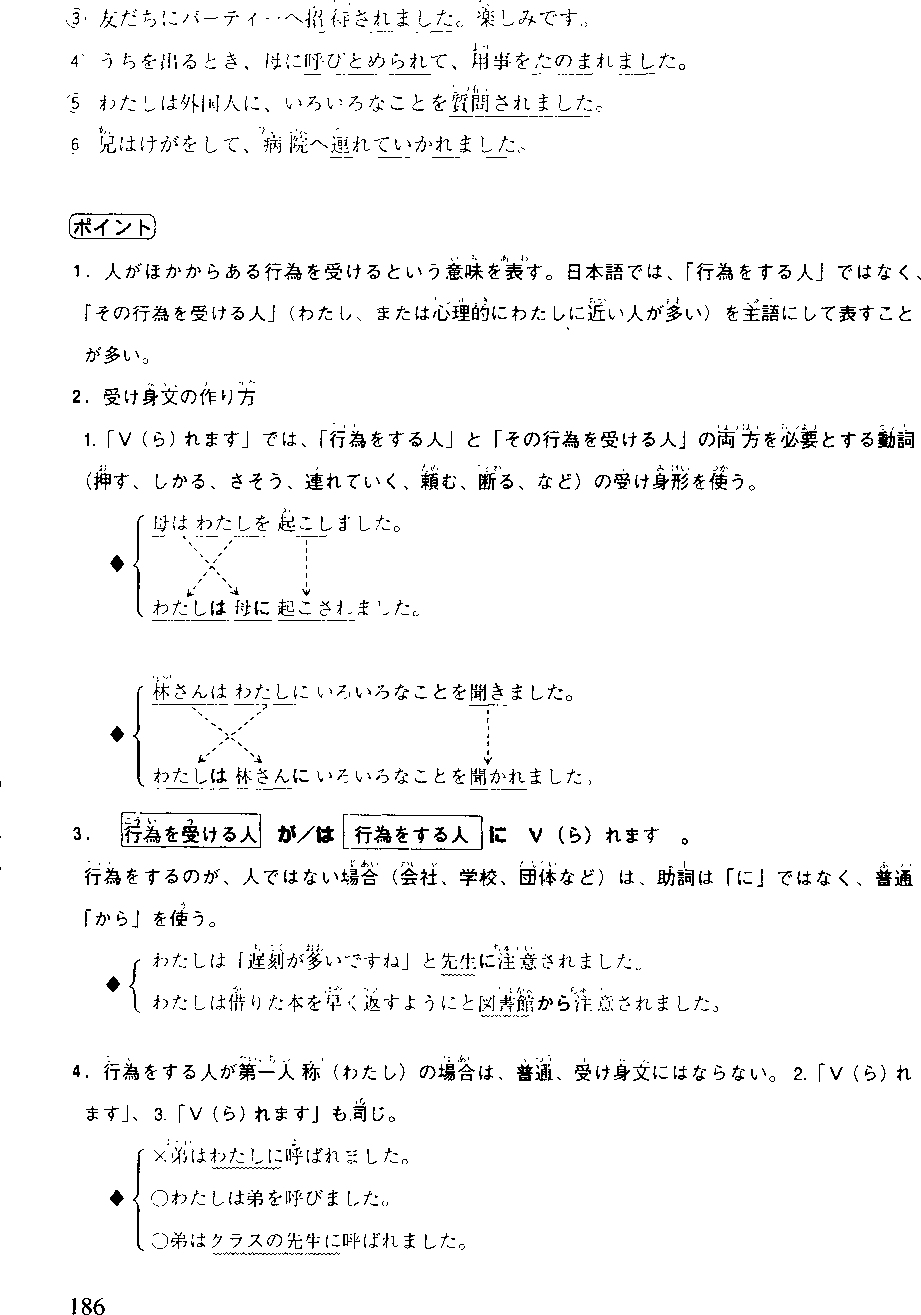 ③ 友だちにパーティーへ招待されました。楽しみです。
4 うちを出るとき、母に呼びとめられて、用事をたのまれました。
5 わたしは外国人に、いろいろなことを質問されました。
6 兄はけがをして、病院へ連れていかれました。
ポイント
1. 人がほかからある行為を受けるという意味を表す。日本語では、「行為をする人」ではなく、
「その行為を受ける人」(わたし、または心理的にわたしに近い人が多い)を主語にして表すこと
が多い。
2. 受け身文の作り方
1.「V(ら)れます」では、「行為をする人」と「その行為を受ける人」の両方を必要とする動詞
(押す、しかる、さそう、連れていく、頼む、断る、など)の受け身形を使う。
母は わたしを 起こしました。
◆
わたしは 母に 起こされました。
林さんは わたしに いろいろなことを聞きました。
◆
わたしは 林さんに いろいろなことを聞かれました。
3. 行為を受ける人 が/は 行為をする人 に V(ら)れます 。
行為をするのが、人ではない場合(会社、学校、団体など)は、助詞は「に」ではなく、普通
「から」を使う。
わたしは「遅刻が多いですね」と先生に注意されました。
◆
わたしは借りた本を早く返すようにと図書館から注意されました。
4. 行為をする人が第一人称(わたし)の場合は、普通、受け身文にはならない。2.「V(ら)れ
ます」、3.「V(ら)れます」も同じ。
×弟はわたしに呼ばれました。
◆ ○わたしは弟を呼びました。
○弟はクラスの先生に呼ばれました。
186